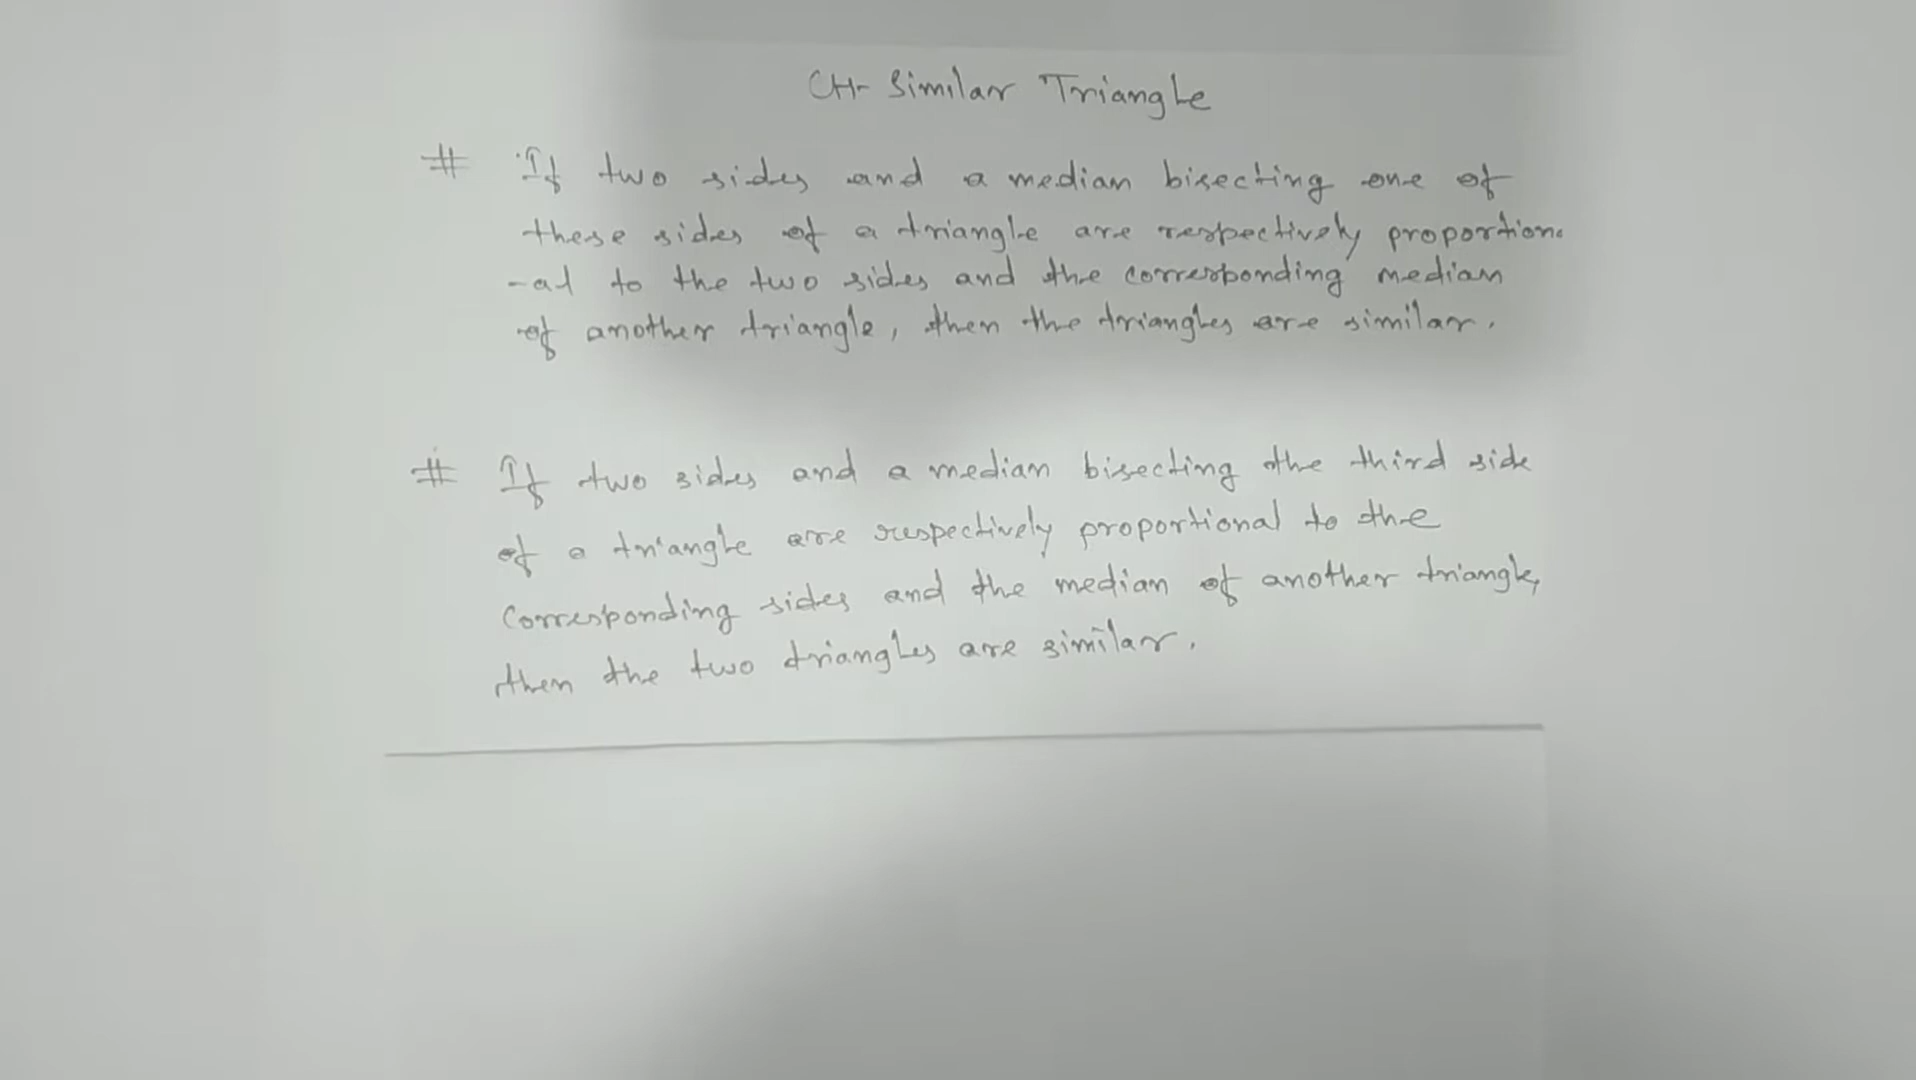 CH- Similar Triangle
# If two sides and a median bisecting one of
these sides of a triangle are respectively proportion
-al to the two sides and the corresponding median
of another triangle, then the triangles are similar.
# If two sides and a median bisecting the third side
of a triangle are respectively proportional to the
Corresponding sides and the median of another triangle,
then the two triangles are similar.